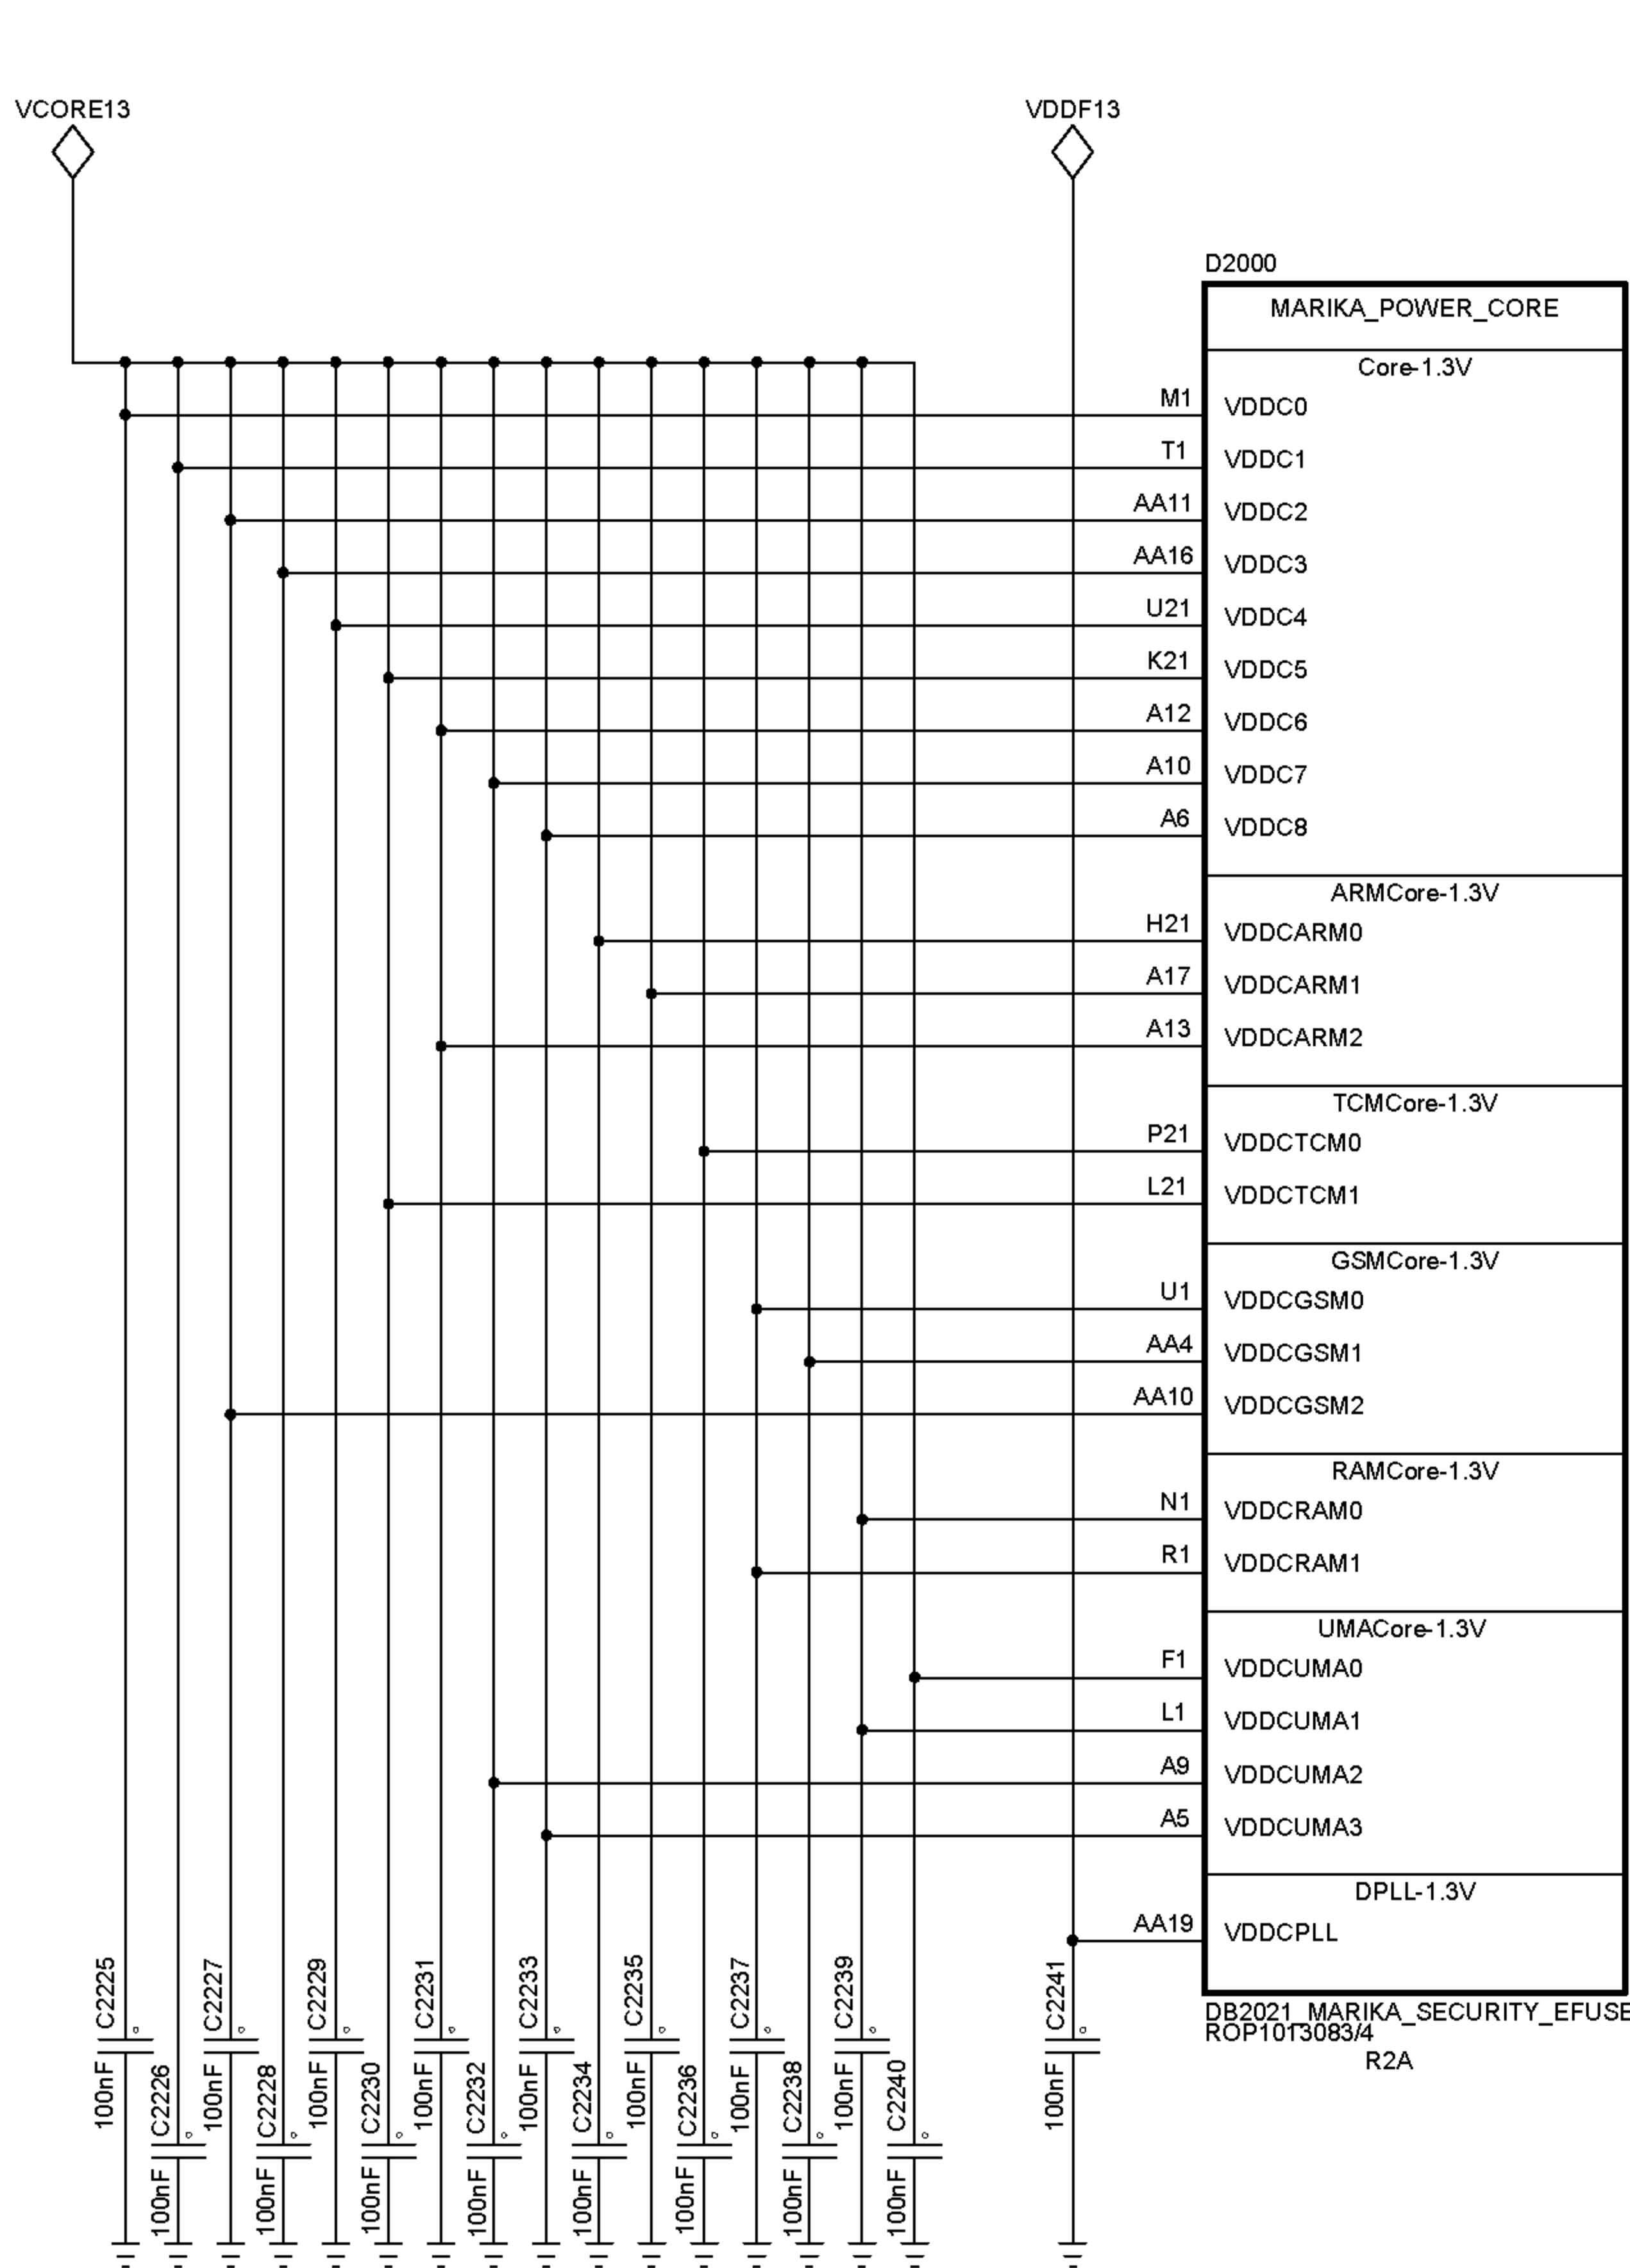 VCORE13
VDDF13
D2000
MARIKA_POWER_CORE
Core-1.3V
M1 VDDC0
T1 VDDC1
AA11 VDDC2
AA16 VDDC3
U21 VDDC4
K21 VDDC5
A12 VDDC6
A10 VDDC7
A6 VDDC8
ARMCore-1.3V
H21 VDDCARM0
A17 VDDCARM1
A13 VDDCARM2
TCMCore-1.3V
P21 VDDCTCM0
L21 VDDCTCM1
GSMCore-1.3V
U1 VDDCGSM0
AA4 VDDCGSM1
AA10 VDDCGSM2
RAMCore-1.3V
N1 VDDCRAM0
R1 VDDCRAM1
UMACore-1.3V
F1 VDDCUMA0
L1 VDDCUMA1
A9 VDDCUMA2
A5 VDDCUMA3
DPLL-1.3V
AA19 VDDCPLL
DB2021_MARIKA_SECURITY_EFUSE
ROP1013083/4
R2A
C2225
100nF
C2226
100nF
C2227
100nF
C2228
100nF
C2229
100nF
C2230
100nF
C2231
100nF
C2232
100nF
C2233
100nF
C2234
100nF
C2235
100nF
C2236
100nF
C2237
100nF
C2238
100nF
C2239
100nF
C2240
100nF
C2241
100nF